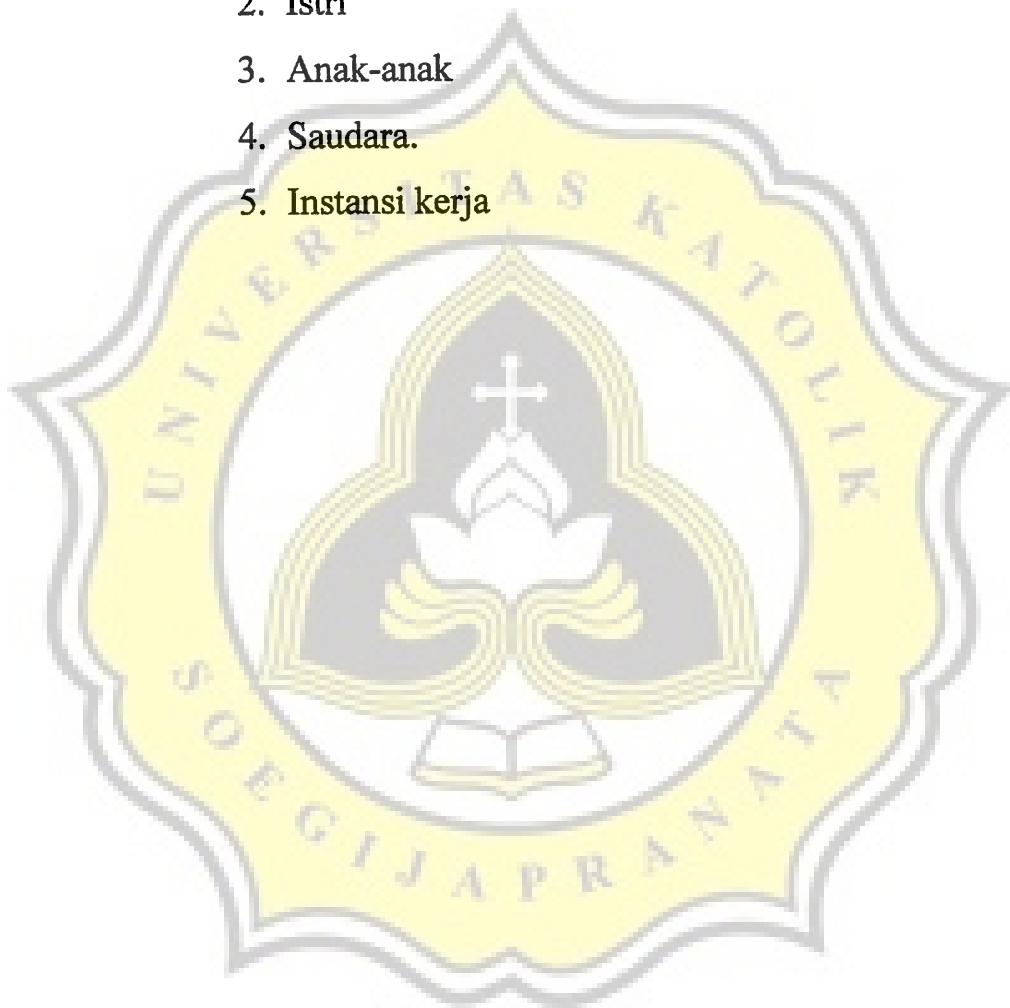 2. Istri
3. Anak-anak
4. Saudara.
5. Instansi kerja
UNIVERSITAS KATOLIK
SOEGIJAPRANATA